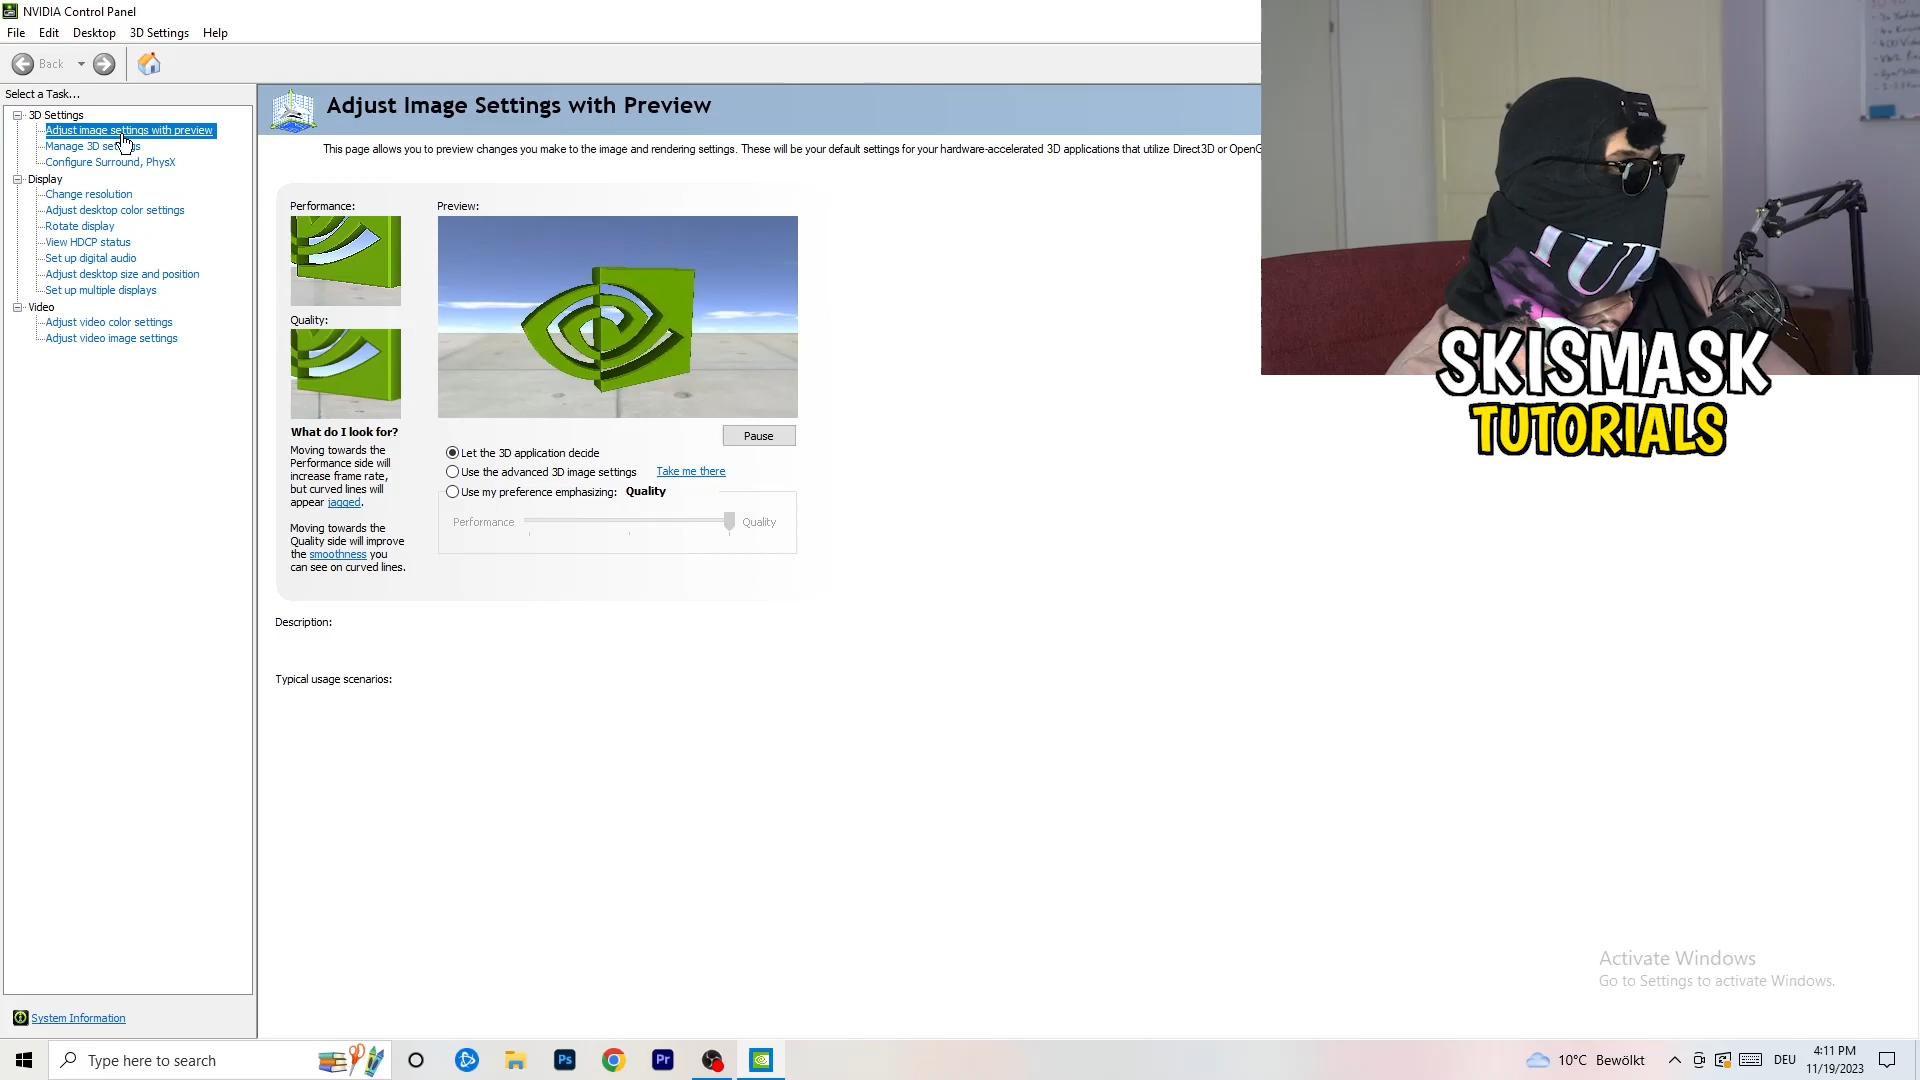 NVIDIA Control Panel
File Edit Desktop 3D Settings Help
Back
Select a Task...
3D Settings
Adjust image settings with preview
Manage 3D
Configure Surround, PhysX
Display
Change resolution
Adjust desktop color settings
Rotate display
View HDCP status
Set up digital audio
Adjust desktop size and position
Set up multiple displays
Video
Adjust video color settings
Adjust video image settings
System Information
Adjust Image Settings with Preview
This page allows you to preview changes you make to the image and rendering settings. These will be your default settings for your hardware-accelerated 3D applications that utilize Direct3D or
Performance:
Quality:
What do I look for?
Moving towards the
Performance side will
increase frame rate,
but curved lines will
appear jagged.
Moving towards the
Quality side will improve
the smoothness you
can see on curved lines.
Preview:
Pause
Let the 3D application decide
Use the advanced 3D image settings Take me there
Use my preference emphasizing: Quality
Performance Quality
Description:
Typical usage scenarios:
SKISMASK
TUTORIALS
Activate Windows
Go to Settings to activate Windows.
Type here to search
Ps
Pr
10°C Bewölkt
DEU
4:11 PM
11/19/2023